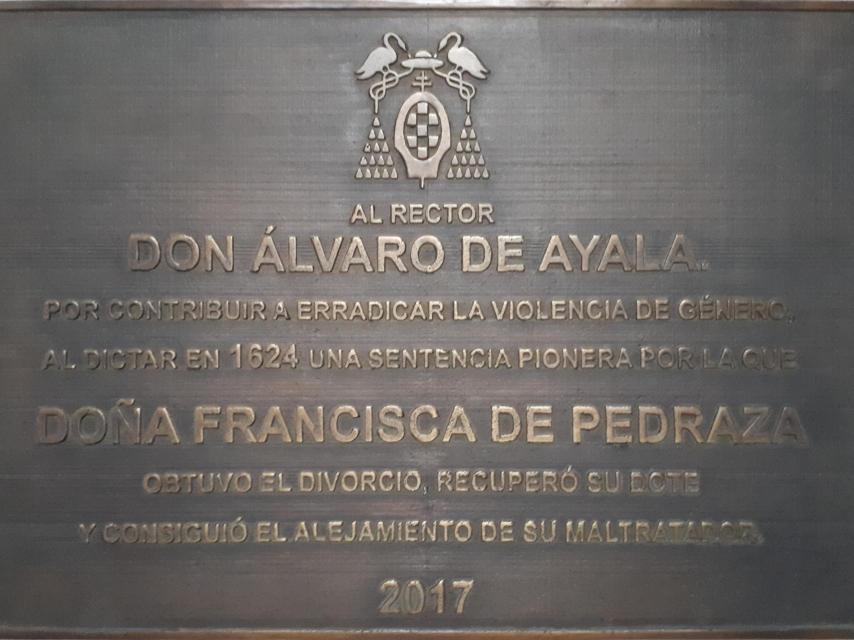 AL RECTOR
DON ÁLVARO DE AYALA,
POR CONTRIBUIR A ERRADICAR LA VIOLENCIA DE GÉNERO,
AL DICTAR EN 1624 UNA SENTENCIA PIONERA POR LA QUE
DOÑA FRANCISCA DE PEDRAZA
OBTUVO EL DIVORCIO, RECUPERÓ SU DOTE
Y CONSIGUIÓ EL ALEJAMIENTO DE SU MALTRATADOR.
2017